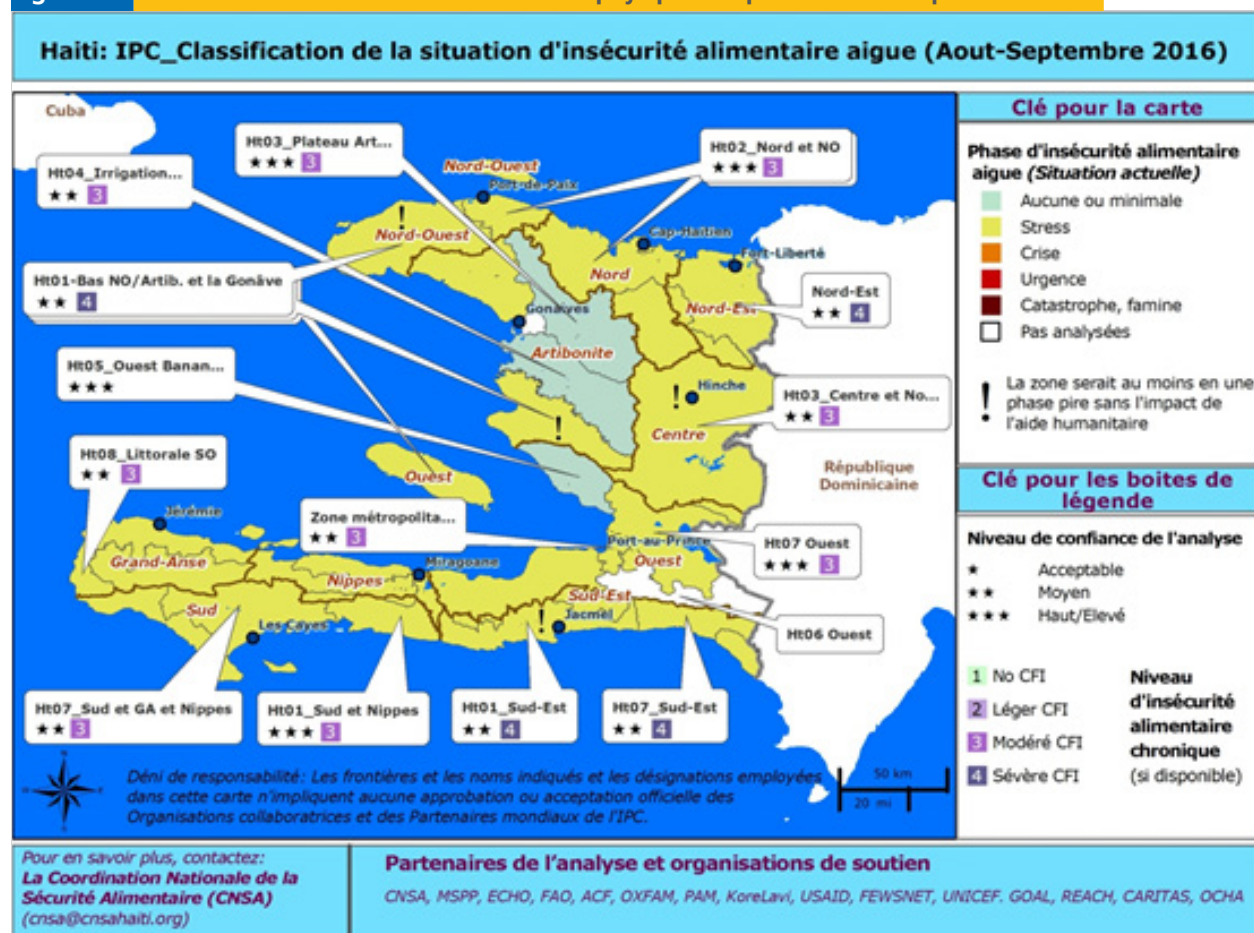 Haiti: IPC_Classification de la situation d'insécurité alimentaire aigue (Aout-Septembre 2016)
Cuba
Ht03_Plateau Art...
★★★ 3
Ht02_Nord et NO
★★★ 3
Ht04_Irrigation...
★★ 3
Nord-Ouest
Port-de-Paix
Nord-Ouest
Cap-Haïtien
Fort-Liberté
Nord
Ht01-Bas NO/Artib. et la Gonâve
★★ 4
Nord-Est
★★ 4
Nord-Est
Gonaives
Artibonite
Ht05_Ouest Banan...
★★★
Hinche
Ht03_Centre et No...
★★ 3
Centre
Ht08_Littorale SO
★★ 3
Ouest
République
Dominicaine
Jérémie
Zone métropolita...
★★ 3
Port-au-Prince
Ht07 Ouest
★★★ 3
Grand-Anse
Miragoane
Nippes
Ouest
Sud-Est
Sud
Jacmel
Les Cayes
Ht06 Ouest
Ht07_Sud et GA et Nippes
★★ 3
Ht01_Sud et Nippes
★★★ 3
Ht01_Sud-Est
★★ 4
Ht07_Sud-Est
★★ 4
Déni de responsabilité: Les frontières et les noms indiqués et les désignations employées
dans cette carte n'impliquent aucune approbation ou acceptation officielle des
Organisations collaboratrices et des Partenaires mondiaux de l'IPC.
50 km
20 mi
Clé pour la carte
Phase d'insécurité alimentaire
aigue (Situation actuelle)
Aucune ou minimale
Stress
Crise
Urgence
Catastrophe, famine
Pas analysées
! La zone serait au moins en une
phase pire sans l'impact de
l'aide humanitaire
Clé pour les boites de
légende
Niveau de confiance de l'analyse
★ Acceptable
★★ Moyen
★★★ Haut/Elevé
1 No CFI
2 Léger CFI
3 Modéré CFI
4 Sévère CFI
Niveau
d'insécurité
alimentaire
chronique
(si disponible)
Pour en savoir plus, contactez:
La Coordination Nationale de la
Sécurité Alimentaire (CNSA)
(cnsa@cnsahaiti.org)
Partenaires de l'analyse et organisations de soutien
CNSA, MSPP, ECHO, FAO, ACF, OXFAM, PAM, KoreLavi, USAID, FEWSNET, UNICEF. GOAL, REACH, CARITAS, OCHA